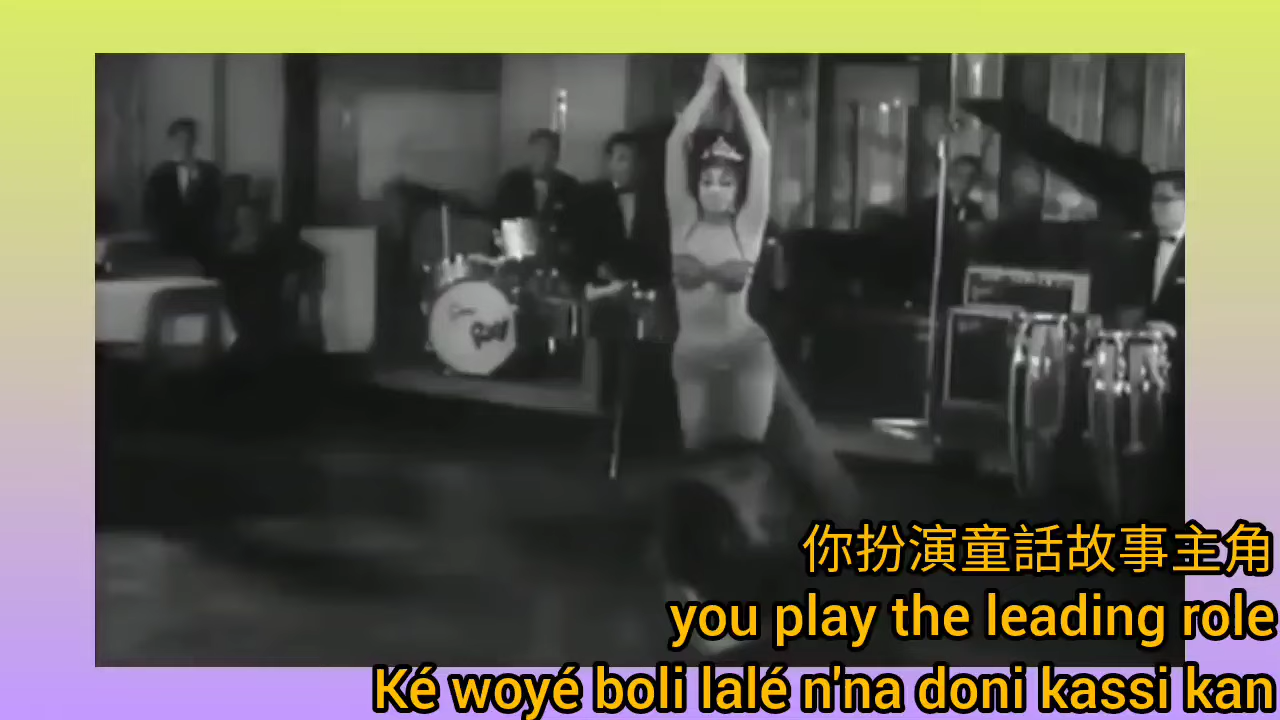 你扮演童話故事主角
you play the leading role
Ké woyé boli lalé n'na doni kassi kan